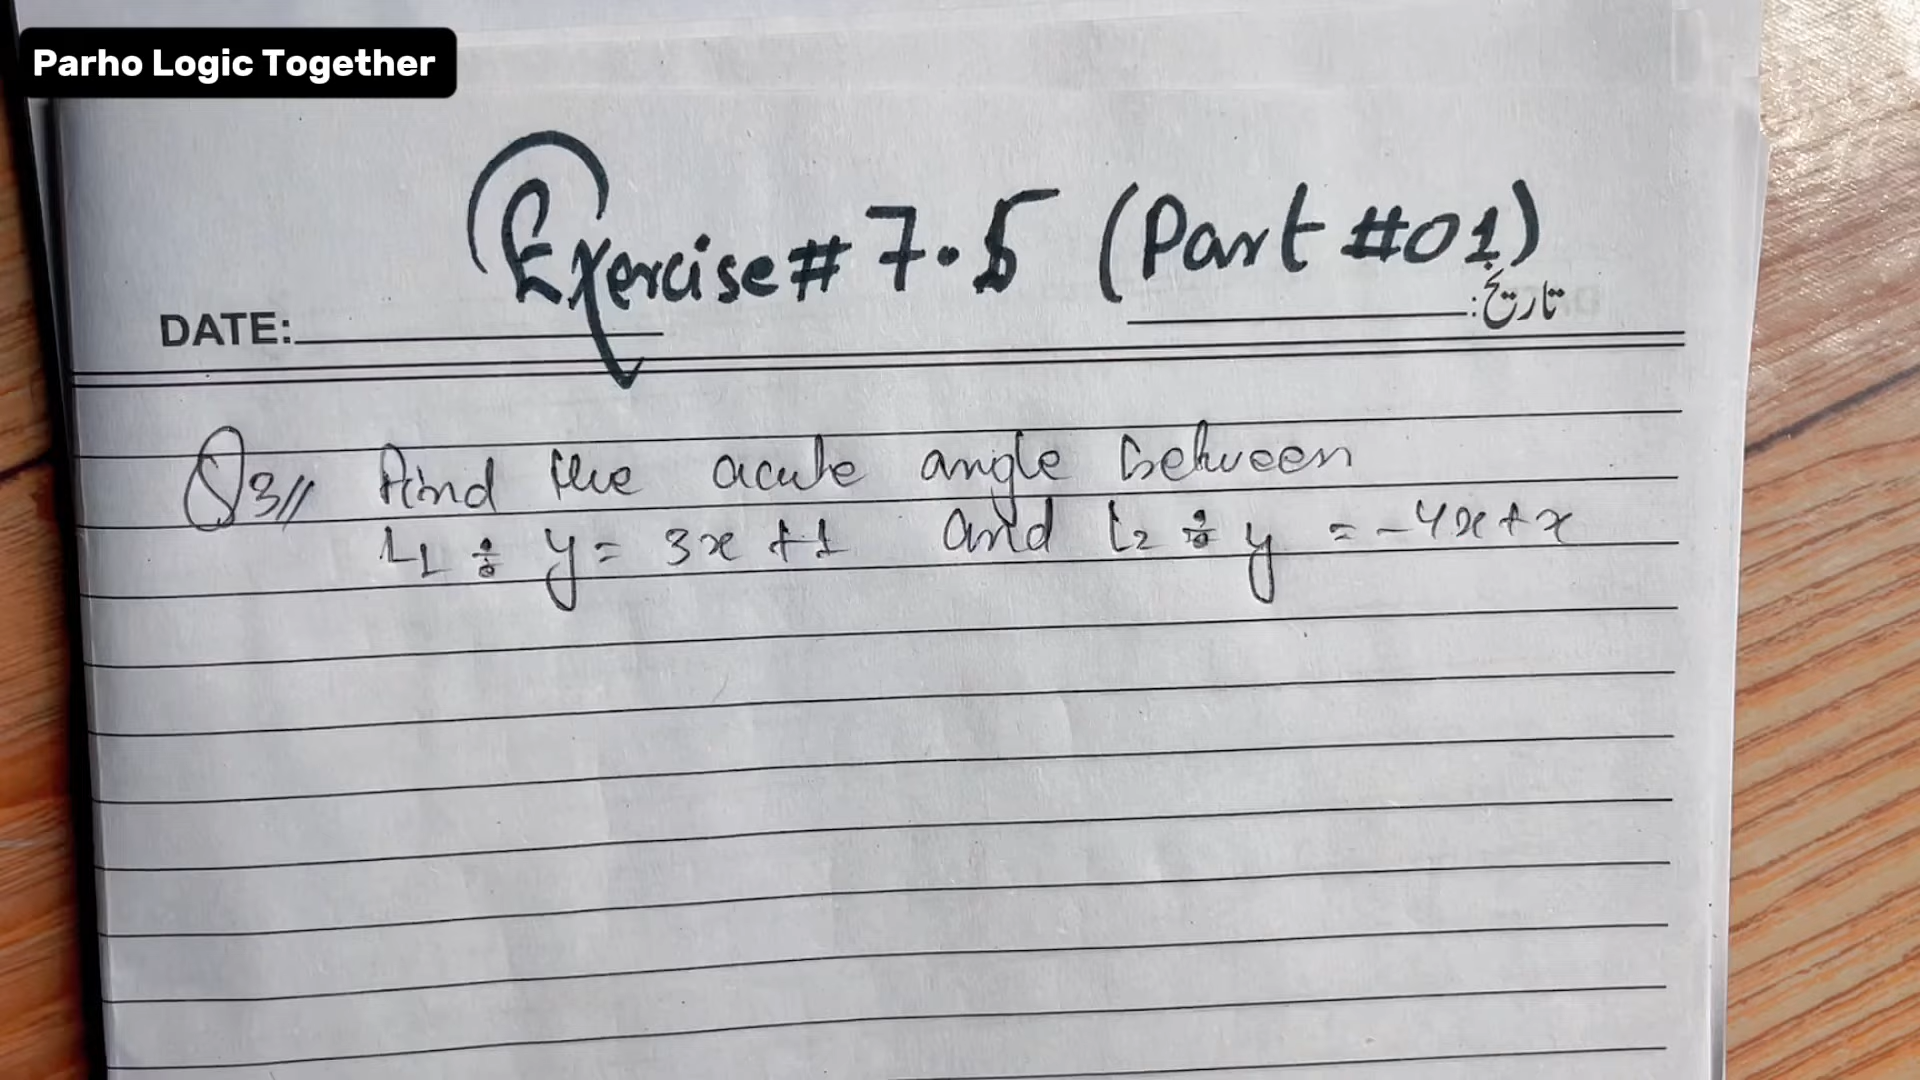 Parho Logic Together
Exercise # 7.5 (Part #01)
DATE: تاریخ:
Q3// Find the acute angle between
L1 : y = 3x + 1 and L2 : y = -4x + x